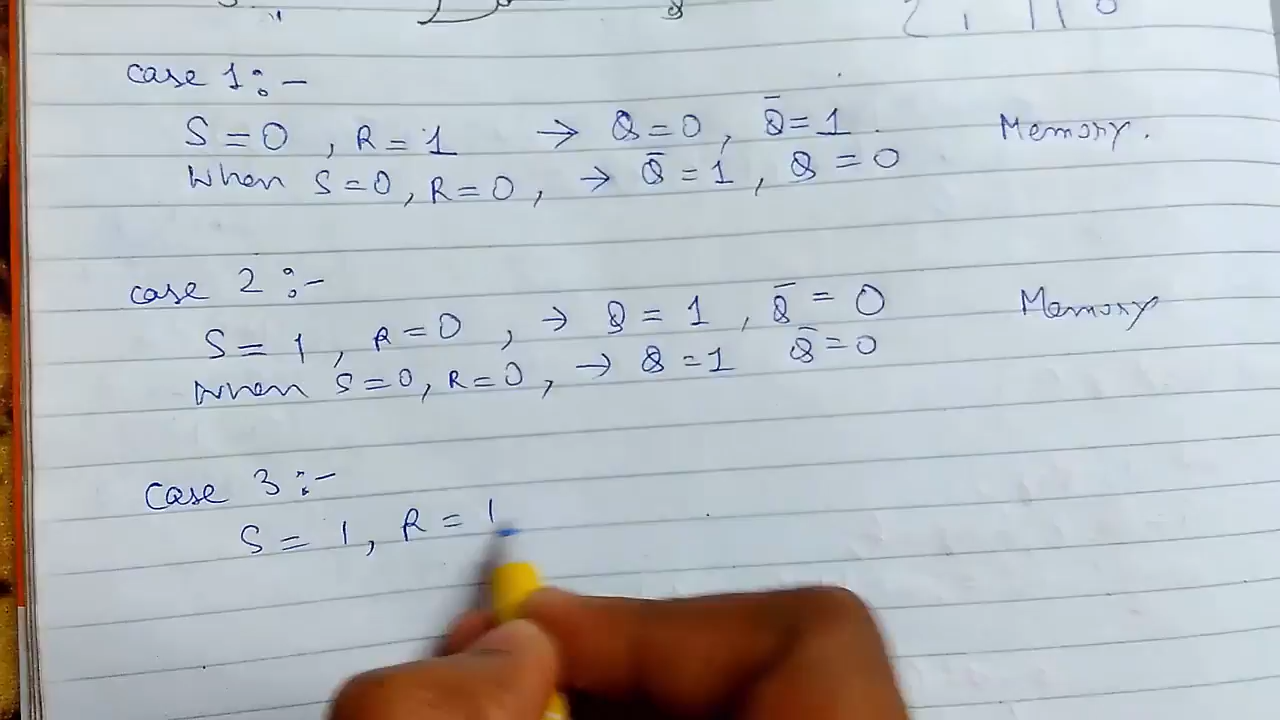 case 1:-
S=0, R=1 → Q=0, Q̄=1 Memory.
When S=0, R=0, → Q̄=1, Q=0
case 2:-
S=1, R=0, → Q=1, Q̄=0 Memory
When S=0, R=0, → Q=1 Q̄=0
Case 3:-
S=1, R=1